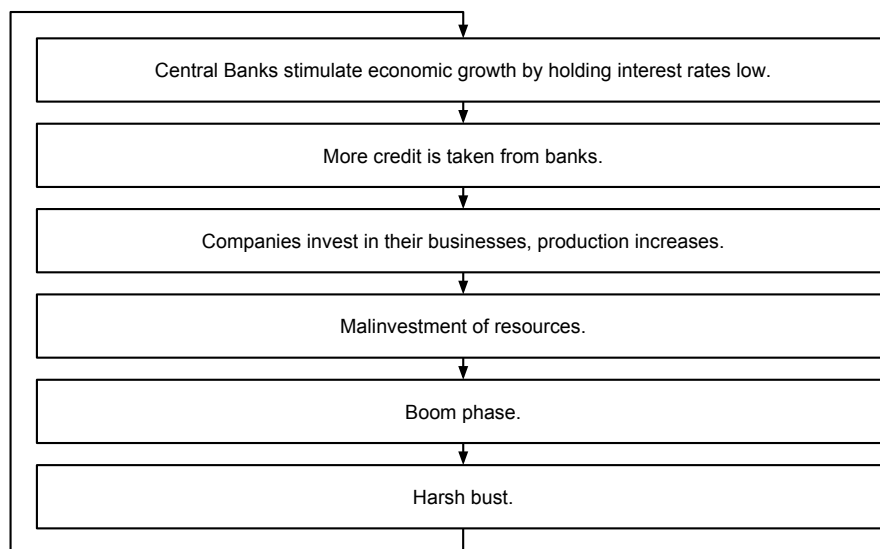 Central Banks stimulate economic growth by holding interest rates low.
More credit is taken from banks.
Companies invest in their businesses, production increases.
Malinvestment of resources.
Boom phase.
Harsh bust.